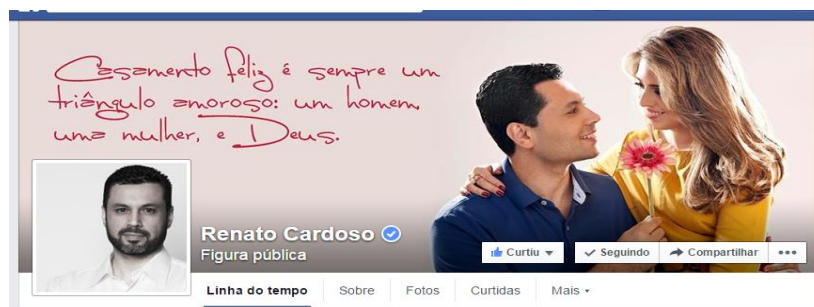 Casamento feliz é sempre um
triângulo amoroso: um homem,
uma mulher, e Deus.
Renato Cardoso
Figura pública
Curtiu
Seguindo
Compartilhar
Linha do tempo
Sobre
Fotos
Curtidas
Mais